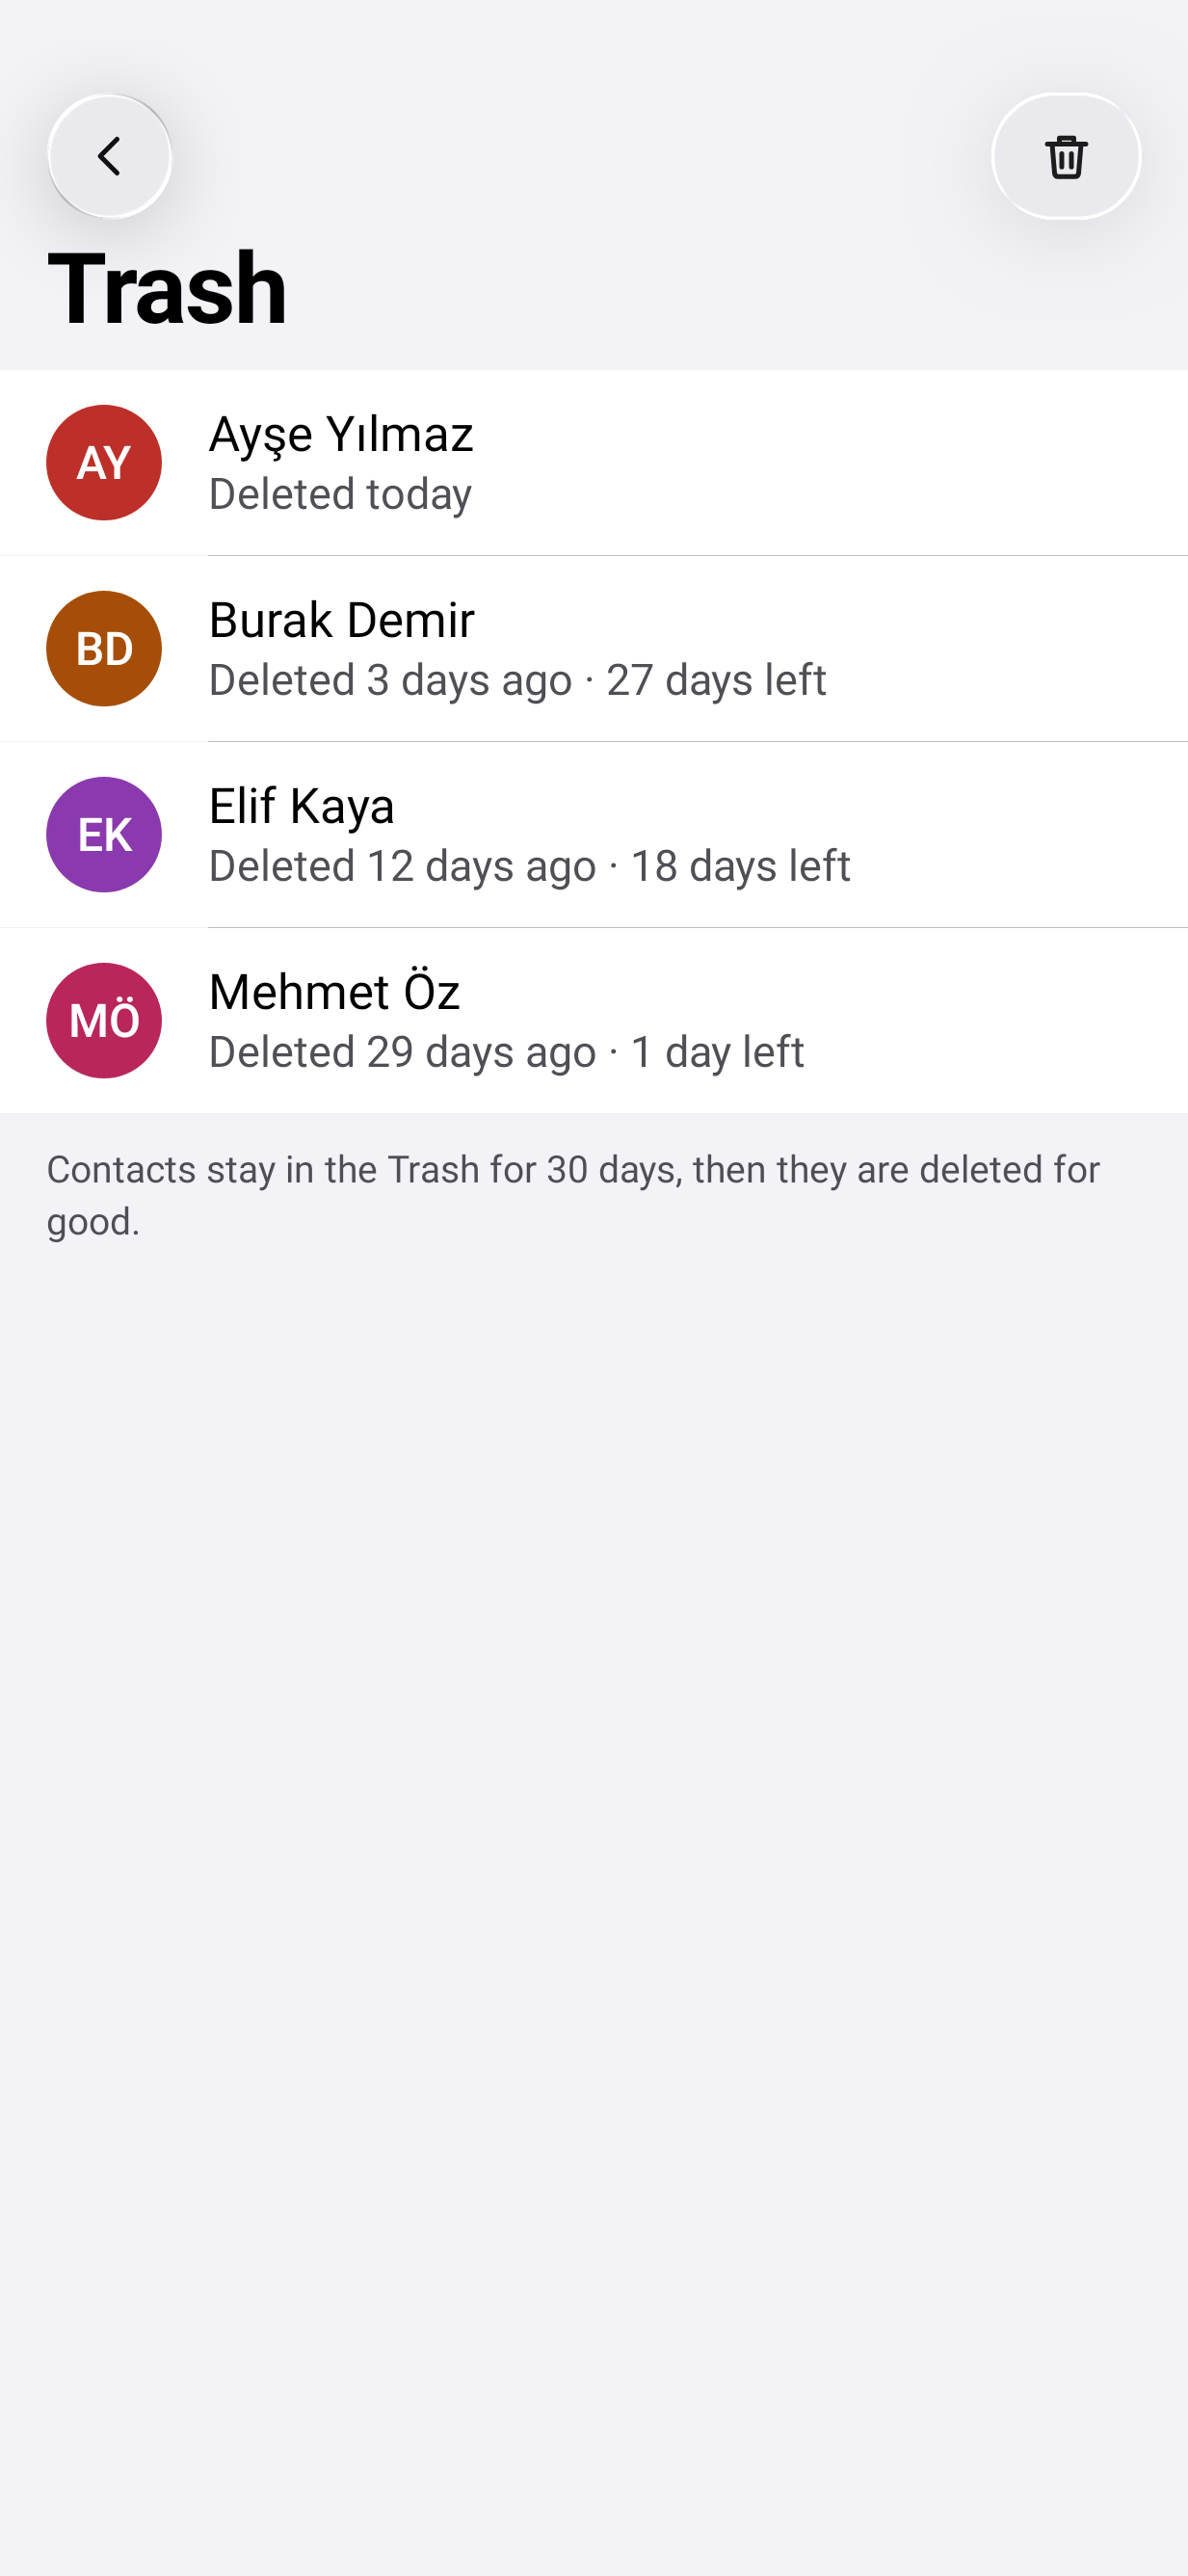 Trash
AY
Ayşe Yılmaz
Deleted today
BD
Burak Demir
Deleted 3 days ago · 27 days left
EK
Elif Kaya
Deleted 12 days ago · 18 days left
MÖ
Mehmet Öz
Deleted 29 days ago · 1 day left
Contacts stay in the Trash for 30 days, then they are deleted for
good.